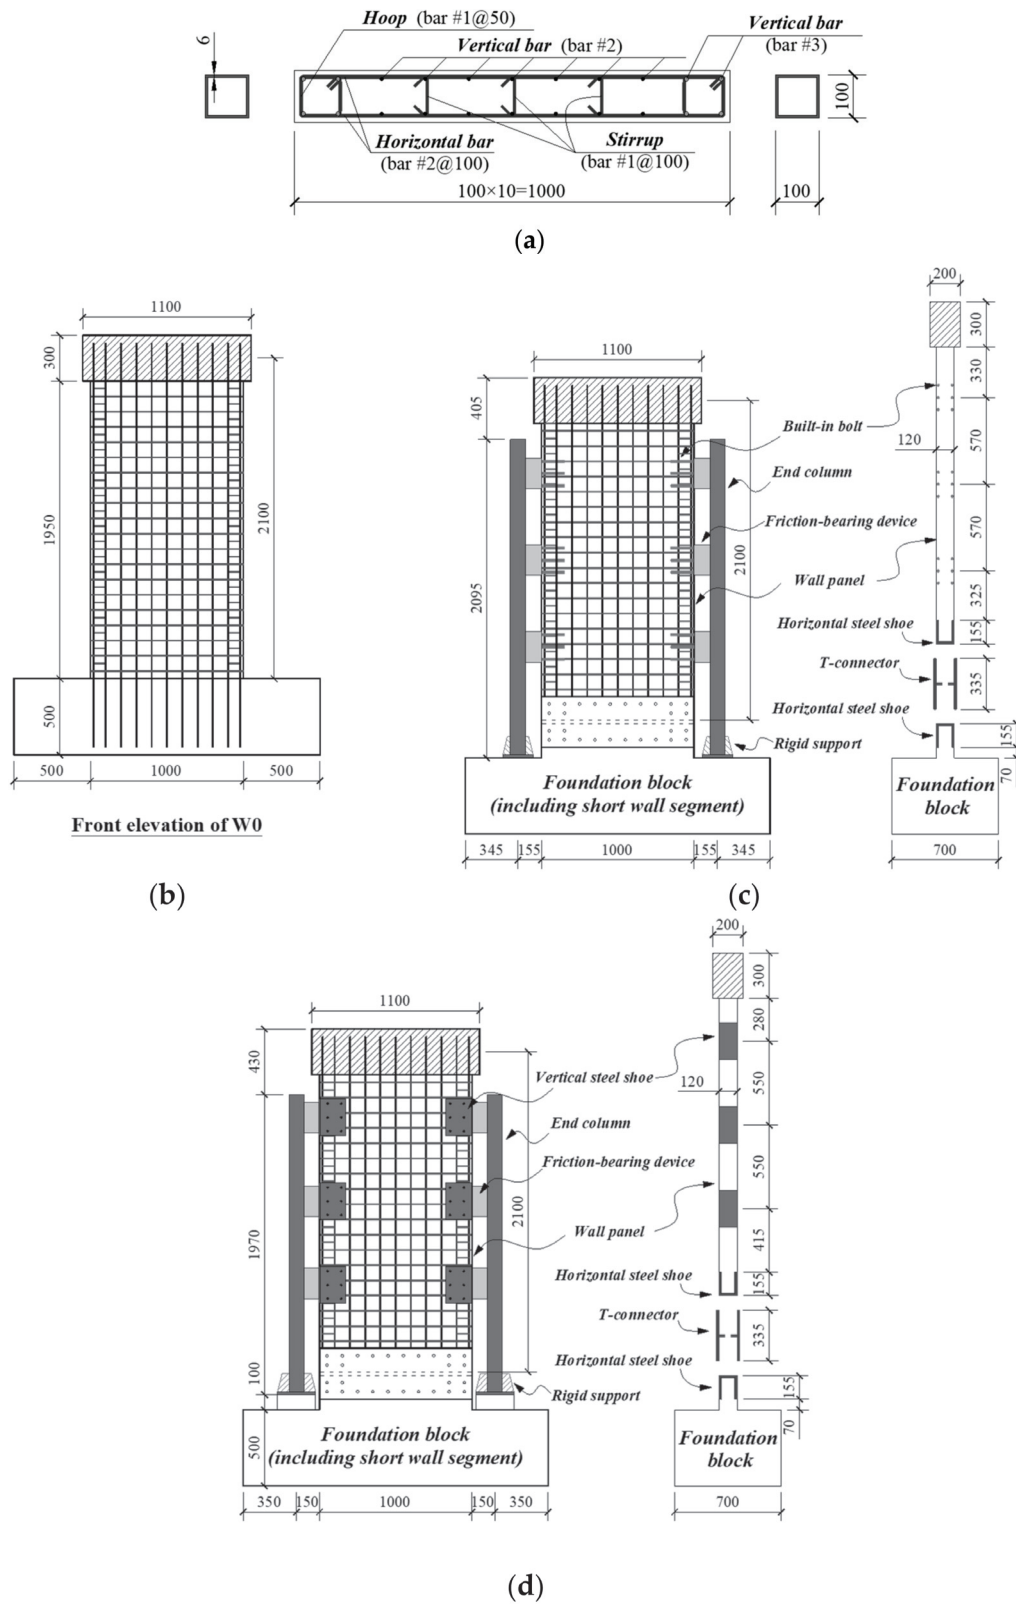 Hoop (bar #1@50)
Vertical bar
Vertical bar (bar #2)
(bar #3)
6
100
Horizontal bar
Stirrup
(bar #2@100)
(bar #1@100)
100×10=1000
100
(a)
200
1100
300
300
1100
330
405
Built-in bolt
120
570
End column
1950
2100
Friction-bearing device
2100
570
2095
Wall panel
325
Horizontal steel shoe
155
T-connector
335
500
Horizontal steel shoe
155
Rigid support
70
500
1000
500
Foundation block
(including short wall segment)
Foundation
block
Front elevation of W0
345
155
1000
155
345
700
(b)
(c)
200
300
1100
280
430
Vertical steel shoe
120
550
End column
Friction-bearing device
550
2100
1970
Wall panel
415
Horizontal steel shoe
155
T-connector
335
Horizontal steel shoe
100
Rigid support
155
70
500
Foundation block
(including short wall segment)
Foundation
block
350
150
1000
150
350
700
(d)